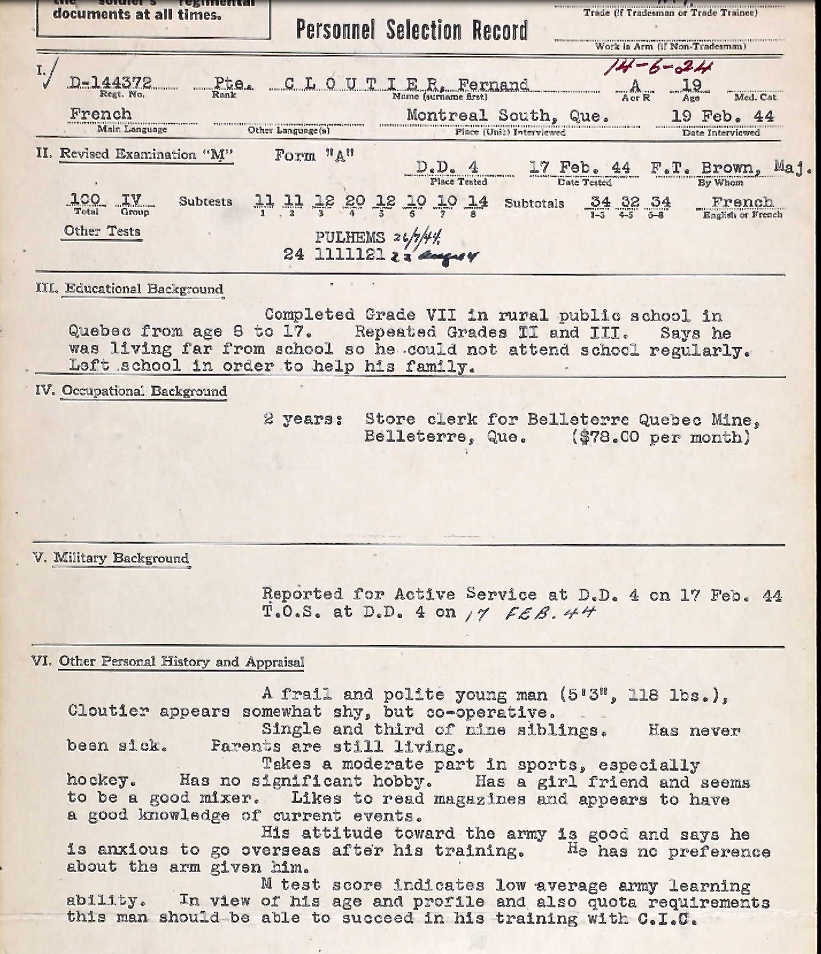 the soldier's regimental
documents at all times.
Personnel Selection Record
Trade (if Tradesman or Trade Trainee)
Work in Arm (if Non-Tradesman)
14-6-24
I. D-144372 Pte. C L O U T I E R, Fernand A 19
Regt. No. Rank Name (surname first) A or R Age Med. Cat
French Montreal South, Que. 19 Feb. 44
Main Language Other Language(s) Place (Unit) Interviewed Date Interviewed
II. Revised Examination "M" Form "A"
D.D. 4 17 Feb. 44 F.T. Brown, Maj.
Place Tested Date Tested By Whom
100 IV Subtests 11 11 12 20 12 10 10 14 Subtotals 34 32 34 French
Total Group 1 2 3 4 5 6 7 8 1-3 4-5 6-8 English or French
Other Tests
PULHEMS
24 1111121
III. Educational Background
Completed Grade VII in rural public school in
Quebec from age 8 to 17. Repeated Grades II and III. Says he
was living far from school so he could not attend school regularly.
Left school in order to help his family.
IV. Occupational Background
2 years: Store clerk for Belleterre Quebec Mine,
Belleterre, Que. ($78.00 per month)
V. Military Background
Reported for Active Service at D.D. 4 on 17 Feb. 44
T.O.S. at D.D. 4 on 17 FEB. 44
VI. Other Personal History and Appraisal
A frail and polite young man (5'3", 118 lbs.),
Cloutier appears somewhat shy, but co-operative.
Single and third of nine siblings. Has never
been sick. Parents are still living.
Takes a moderate part in sports, especially
hockey. Has no significant hobby. Has a girl friend and seems
to be a good mixer. Likes to read magazines and appears to have
a good knowledge of current events.
His attitude toward the army is good and says he
is anxious to go overseas after his training. He has no preference
about the arm given him.
M test score indicates low average army learning
ability. In view of his age and profile and also quota requirements
this man should be able to succeed in his training with C.I.C.